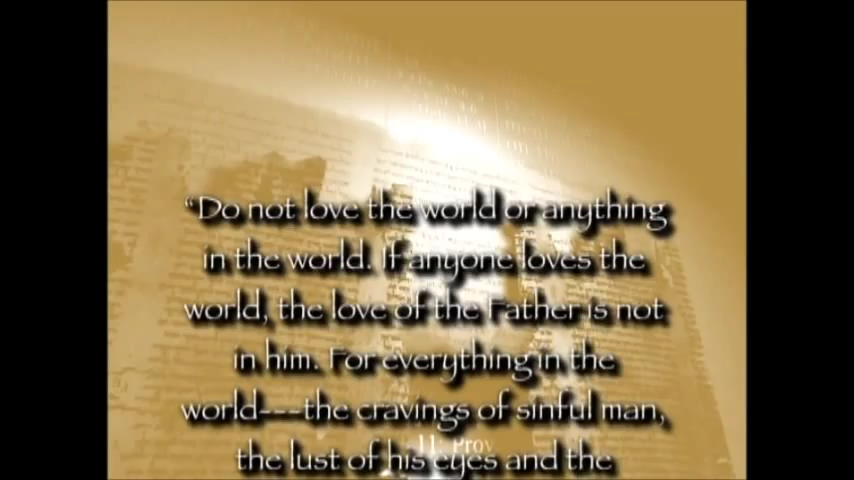 “Do not love the world or anything
in the world. If anyone loves the
world, the love of the Father is not
in him. For everything in the
world---the cravings of sinful man,
11: Prov
the lust of his eyes and the